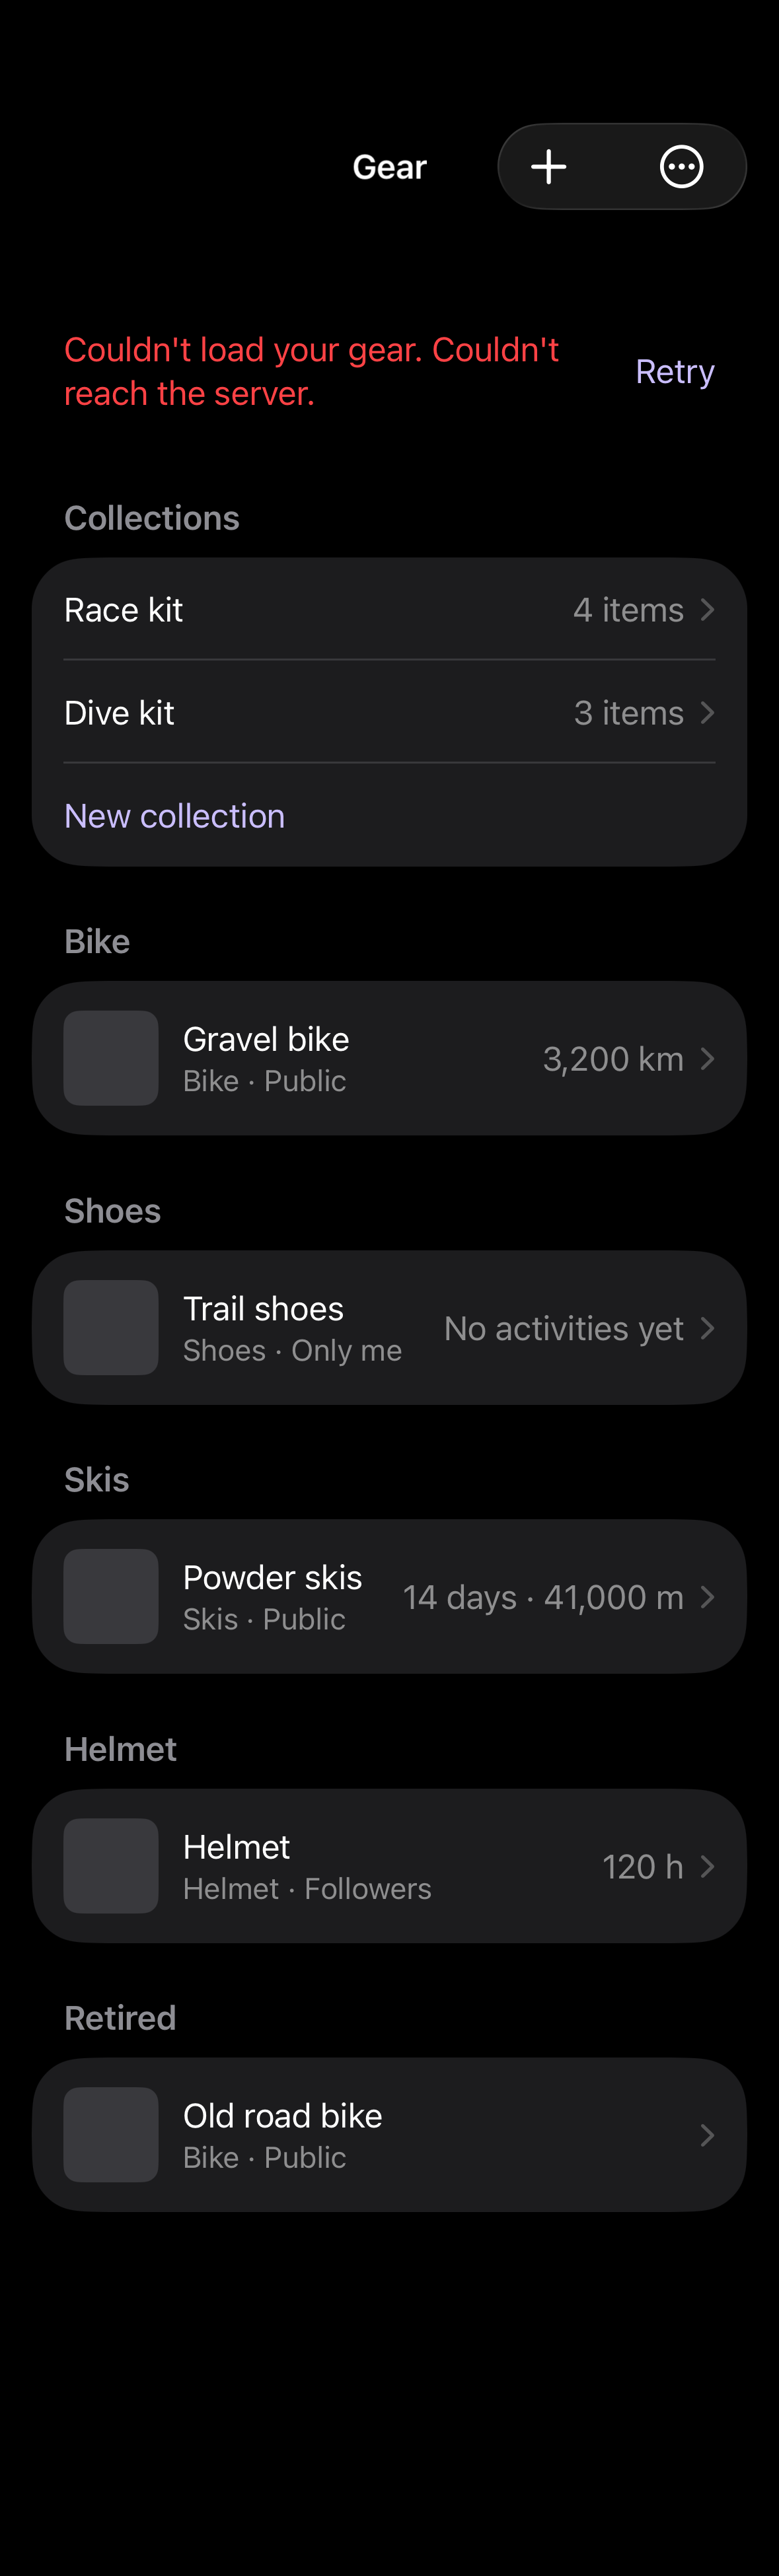 Gear
Couldn't load your gear. Couldn't
reach the server.
Retry
Collections
Race kit
4 items
Dive kit
3 items
New collection
Bike
Gravel bike
Bike · Public
3,200 km
Shoes
Trail shoes
Shoes · Only me
No activities yet
Skis
Powder skis
Skis · Public
14 days · 41,000 m
Helmet
Helmet
Helmet · Followers
120 h
Retired
Old road bike
Bike · Public